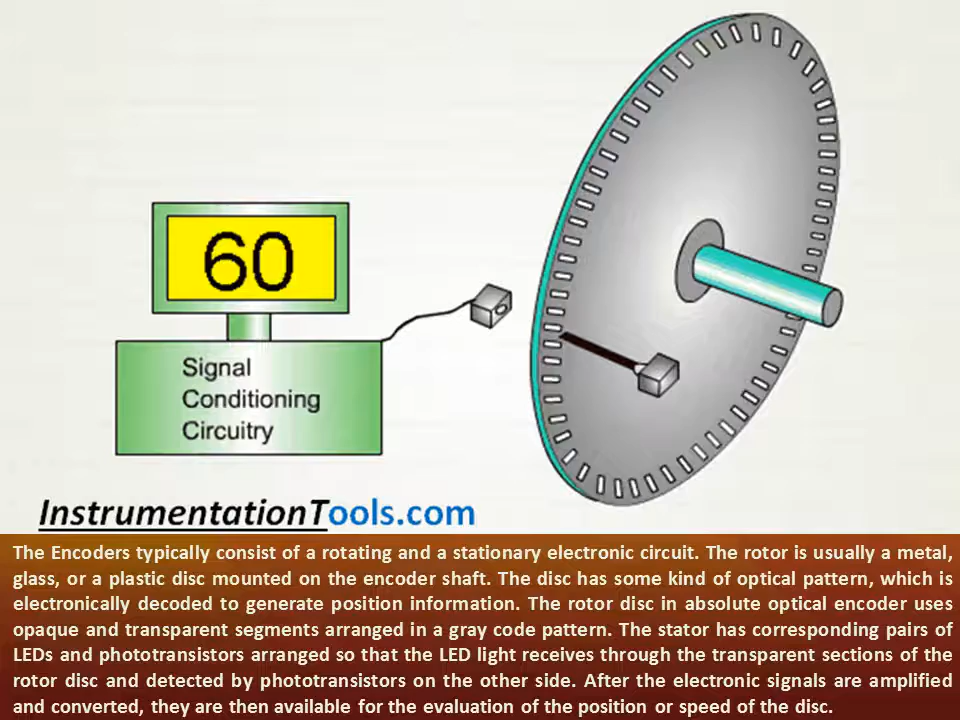 60
Signal
Conditioning
Circuitry
InstrumentationTools.com
The Encoders typically consist of a rotating and a stationary electronic circuit. The rotor is usually a metal,
glass, or a plastic disc mounted on the encoder shaft. The disc has some kind of optical pattern, which is
electronically decoded to generate position information. The rotor disc in absolute optical encoder uses
opaque and transparent segments arranged in a gray code pattern. The stator has corresponding pairs of
LEDs and phototransistors arranged so that the LED light receives through the transparent sections of the
rotor disc and detected by phototransistors on the other side. After the electronic signals are amplified
and converted, they are then available for the evaluation of the position or speed of the disc.